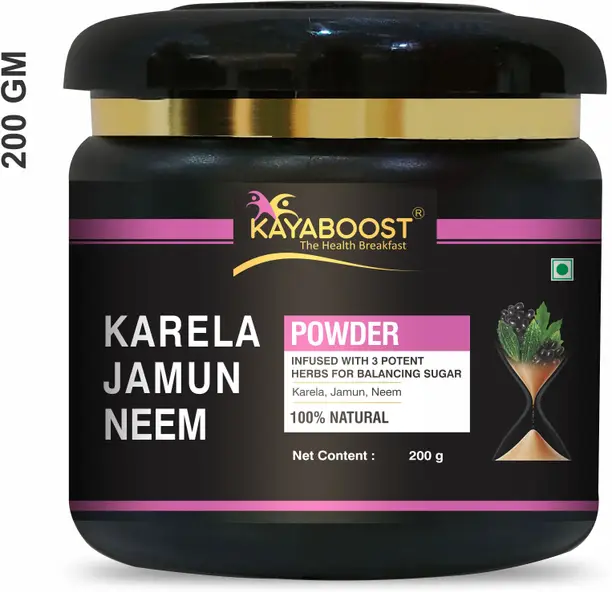 200 GM
KAYABOOST®
The Health Breakfast
KARELA
JAMUN
NEEM
POWDER
INFUSED WITH 3 POTENT
HERBS FOR BALANCING SUGAR
Karela, Jamun, Neem
100% NATURAL
Net Content : 200 g